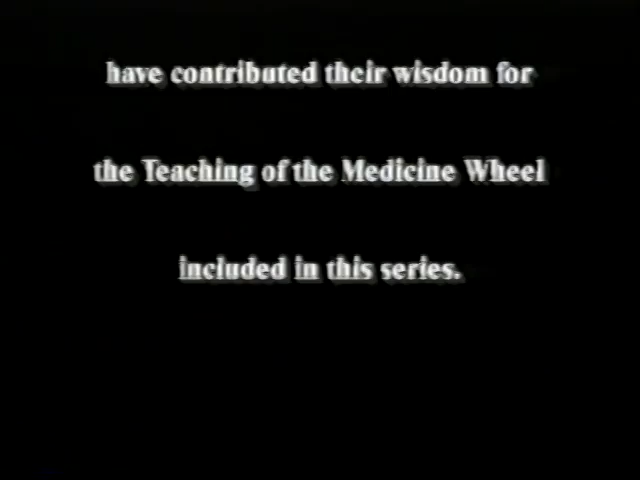 have contributed their wisdom for
the Teaching of the Medicine Wheel
included in this series.